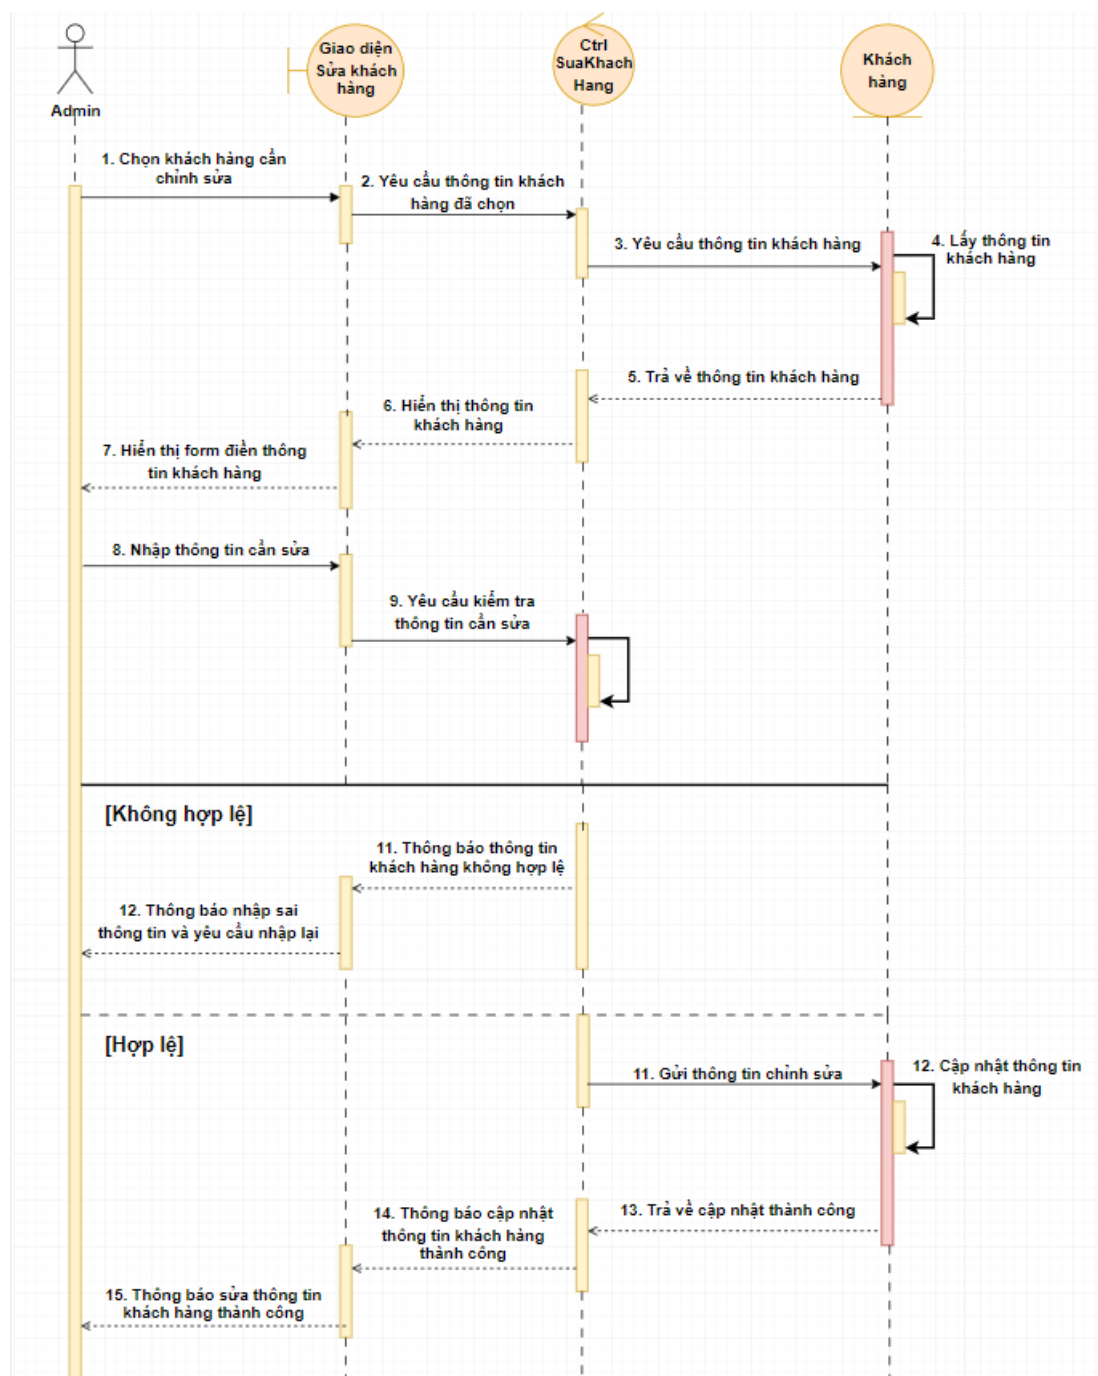 Admin
Giao diện
Sửa khách
hàng
Ctrl
SuaKhach
Hang
Khách
hàng
1. Chọn khách hàng cần
chỉnh sửa
2. Yêu cầu thông tin khách
hàng đã chọn
3. Yêu cầu thông tin khách hàng
4. Lấy thông tin
khách hàng
5. Trả về thông tin khách hàng
6. Hiển thị thông tin
khách hàng
7. Hiển thị form điền thông
tin khách hàng
8. Nhập thông tin cần sửa
9. Yêu cầu kiểm tra
thông tin cần sửa
[Không hợp lệ]
11. Thông báo thông tin
khách hàng không hợp lệ
12. Thông báo nhập sai
thông tin và yêu cầu nhập lại
[Hợp lệ]
11. Gửi thông tin chỉnh sửa
12. Cập nhật thông tin
khách hàng
13. Trả về cập nhật thành công
14. Thông báo cập nhật
thông tin khách hàng
thành công
15. Thông báo sửa thông tin
khách hàng thành công